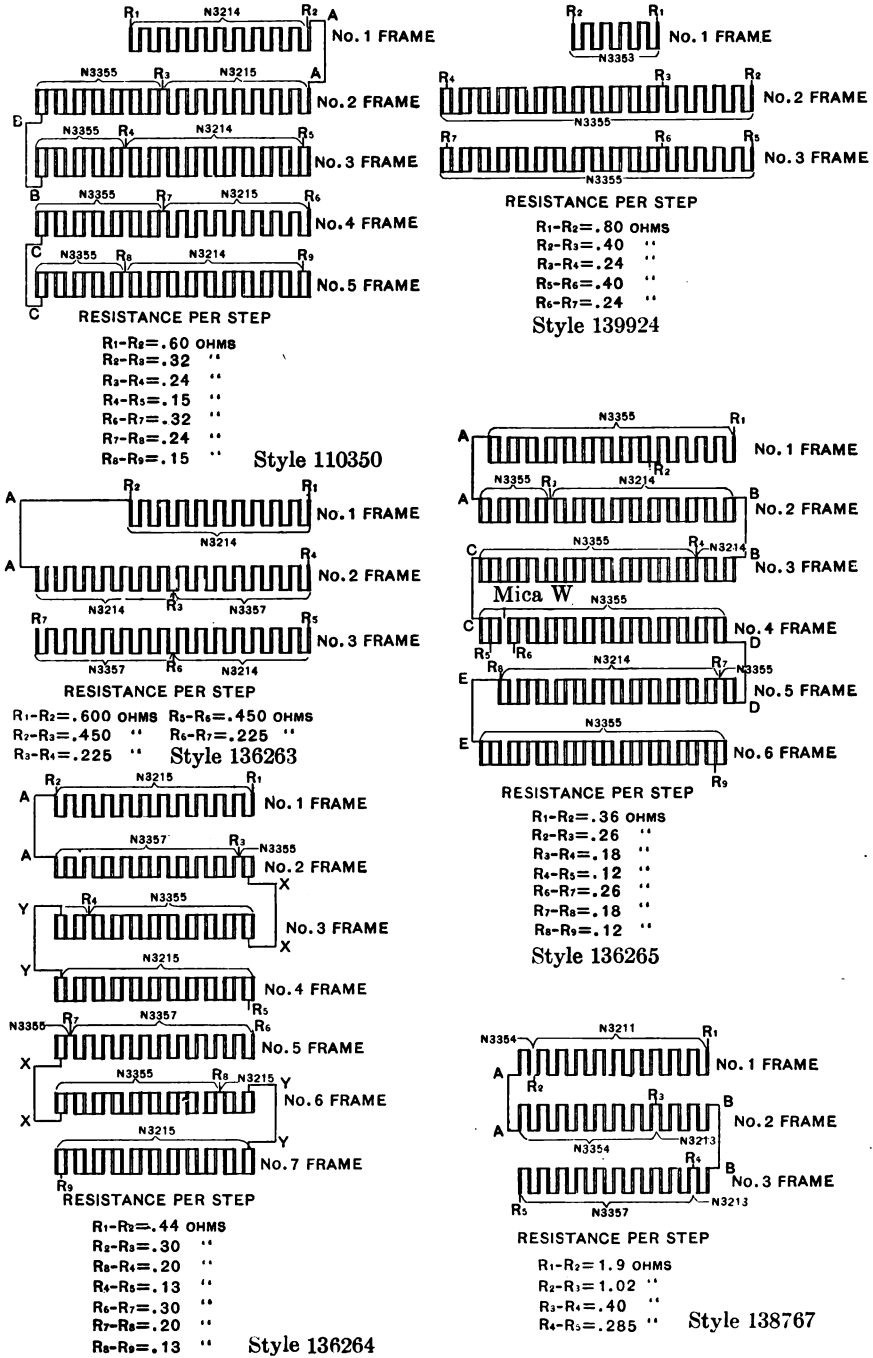 R1 N3214 R2 A
No. 1 FRAME
N3355 R3 N3215 A
No. 2 FRAME
B
N3355 R4 N3214 R5
No. 3 FRAME
B N3355 R7 N3215 R6
No. 4 FRAME
C
N3355 R8 N3214 R9
No. 5 FRAME
C
RESISTANCE PER STEP
R1-R2=.60 OHMS
R2-R3=.32 "
R3-R4=.24 "
R4-R5=.15 "
R6-R7=.32 "
R7-R8=.24 "
R8-R9=.15 "
Style 110350
R2 R1
No. 1 FRAME
N3353
R4 R3 R2
No. 2 FRAME
N3355
R7 R6 R5
No. 3 FRAME
N3355
RESISTANCE PER STEP
R1-R2=.80 OHMS
R2-R3=.40 "
R3-R4=.24 "
R5-R6=.40 "
R6-R7=.24 "
Style 139924
A R2 R1
No. 1 FRAME
N3214
A R4
No. 2 FRAME
N3214 R3 N3357
R7 R5
No. 3 FRAME
N3357 R6 N3214
RESISTANCE PER STEP
R1-R2=.600 OHMS R5-R6=.450 OHMS
R2-R3=.450 " R6-R7=.225 "
R3-R4=.225 "
Style 136263
N3355 R1
A
No. 1 FRAME
R2
A N3355 R3 N3214 B
No. 2 FRAME
C N3355 R4 N3214 B
No. 3 FRAME
Mica W N3355
C
No. 4 FRAME
R5 R6 D
E R8 N3214 R7 N3355
No. 5 FRAME
D
E N3355
No. 6 FRAME
R9
RESISTANCE PER STEP
R1-R2=.36 OHMS
R2-R3=.26 "
R3-R4=.18 "
R4-R5=.12 "
R6-R7=.26 "
R7-R8=.18 "
R8-R9=.12 "
Style 136265
R2 N3215 R1
A
No. 1 FRAME
N3357 R3 N3355
A
No. 2 FRAME
X
Y R4 N3355
No. 3 FRAME
X
Y N3215
No. 4 FRAME
R5
N3355 R7 N3357 R6
No. 5 FRAME
X
N3355 R8 N3215 Y
No. 6 FRAME
X
N3215 Y
No. 7 FRAME
R9
RESISTANCE PER STEP
R1-R2=.44 OHMS
R2-R3=.30 "
R8-R4=.20 "
R4-R5=.13 "
R6-R7=.30 "
R7-R8=.20 "
R8-R9=.13 "
Style 136264
N3354 N3211 R1
No. 1 FRAME
A R2
R3 B
No. 2 FRAME
A N3354 N3213
R4 B
No. 3 FRAME
R5 N3357 N3213
RESISTANCE PER STEP
R1-R2=1.9 OHMS
R2-R3=1.02 "
R3-R4=.40 "
R4-R5=.285 "
Style 138767